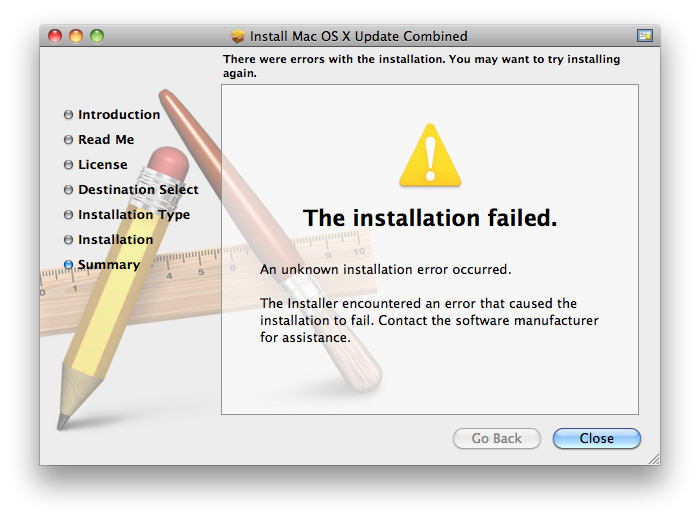 Install Mac OS X Update Combined
There were errors with the installation. You may want to try installing
again.
Introduction
Read Me
License
Destination Select
Installation Type
Installation
Summary
The installation failed.
An unknown installation error occurred.
The Installer encountered an error that caused the
installation to fail. Contact the software manufacturer
for assistance.
Go Back
Close